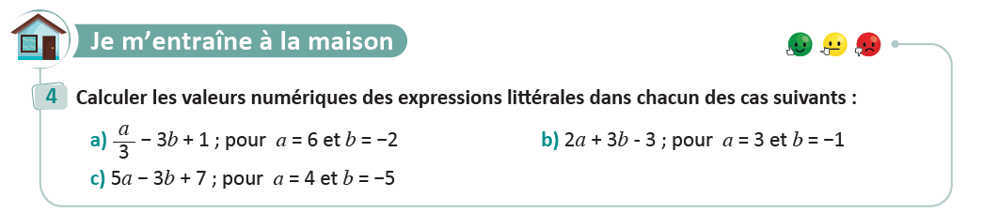 Je m'entraîne à la maison
4 Calculer les valeurs numériques des expressions littérales dans chacun des cas suivants :
a) a/3 − 3b + 1 ; pour a = 6 et b = −2
b) 2a + 3b - 3 ; pour a = 3 et b = −1
c) 5a − 3b + 7 ; pour a = 4 et b = −5